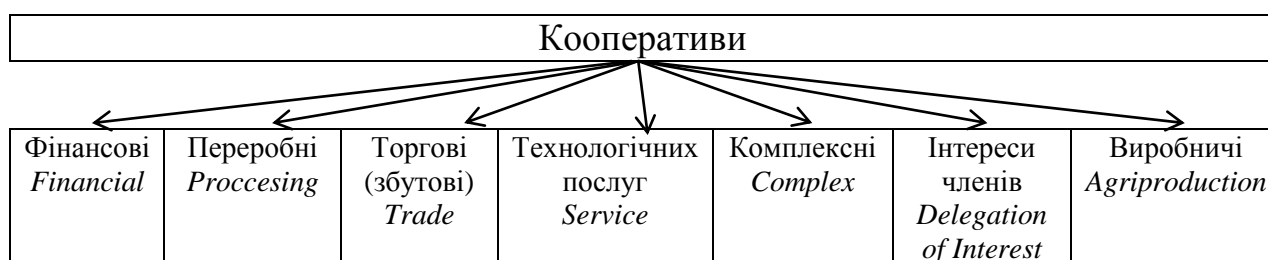 Кооперативи
Фінансові
Financial
Переробні
Proccesing
Торгові
(збутові)
Trade
Технологічних
послуг
Service
Комплексні
Complex
Інтереси
членів
Delegation
of Interest
Виробничі
Agriproduction